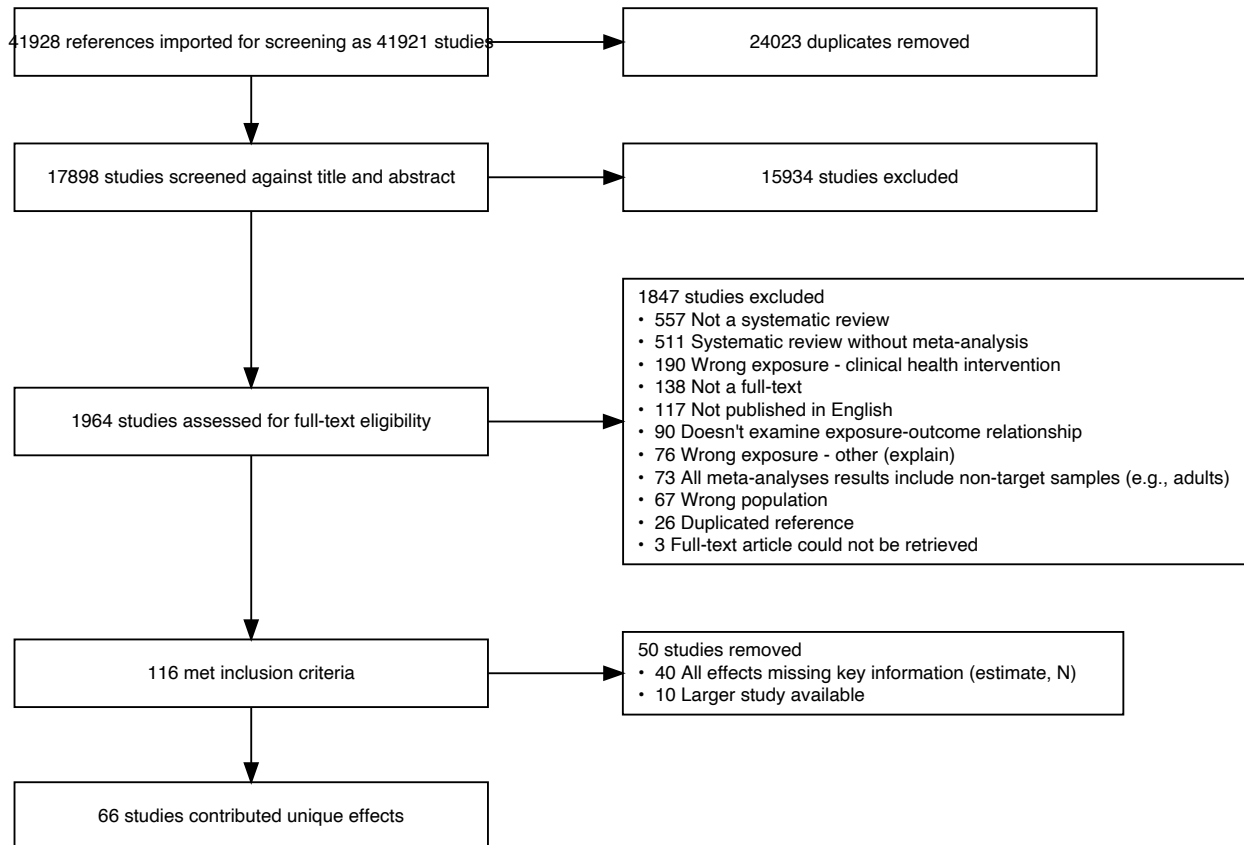 41928 references imported for screening as 41921 studies
24023 duplicates removed
17898 studies screened against title and abstract
15934 studies excluded
1964 studies assessed for full-text eligibility
1847 studies excluded
• 557 Not a systematic review
• 511 Systematic review without meta-analysis
• 190 Wrong exposure - clinical health intervention
• 138 Not a full-text
• 117 Not published in English
• 90 Doesn't examine exposure-outcome relationship
• 76 Wrong exposure - other (explain)
• 73 All meta-analyses results include non-target samples (e.g., adults)
• 67 Wrong population
• 26 Duplicated reference
• 3 Full-text article could not be retrieved
116 met inclusion criteria
50 studies removed
• 40 All effects missing key information (estimate, N)
• 10 Larger study available
66 studies contributed unique effects